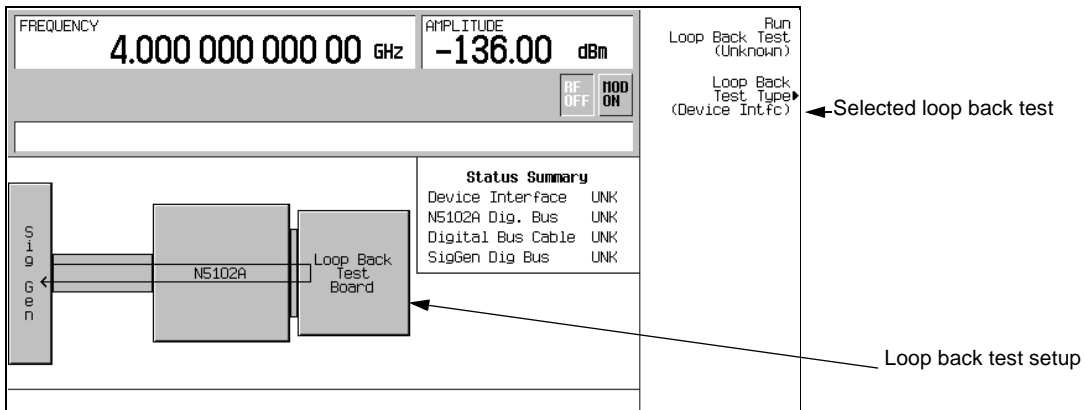 FREQUENCY
4.000 000 000 00 GHz
AMPLITUDE
-136.00 dBm
RF
OFF
MOD
ON
Run
Loop Back Test
(Unknown)
Loop Back
Test Type
(Device Intfc)
Selected loop back test
Status Summary
Device Interface UNK
N5102A Dig. Bus UNK
Digital Bus Cable UNK
SigGen Dig Bus UNK
Sig Gen
N5102A
Loop Back
Test
Board
Loop back test setup